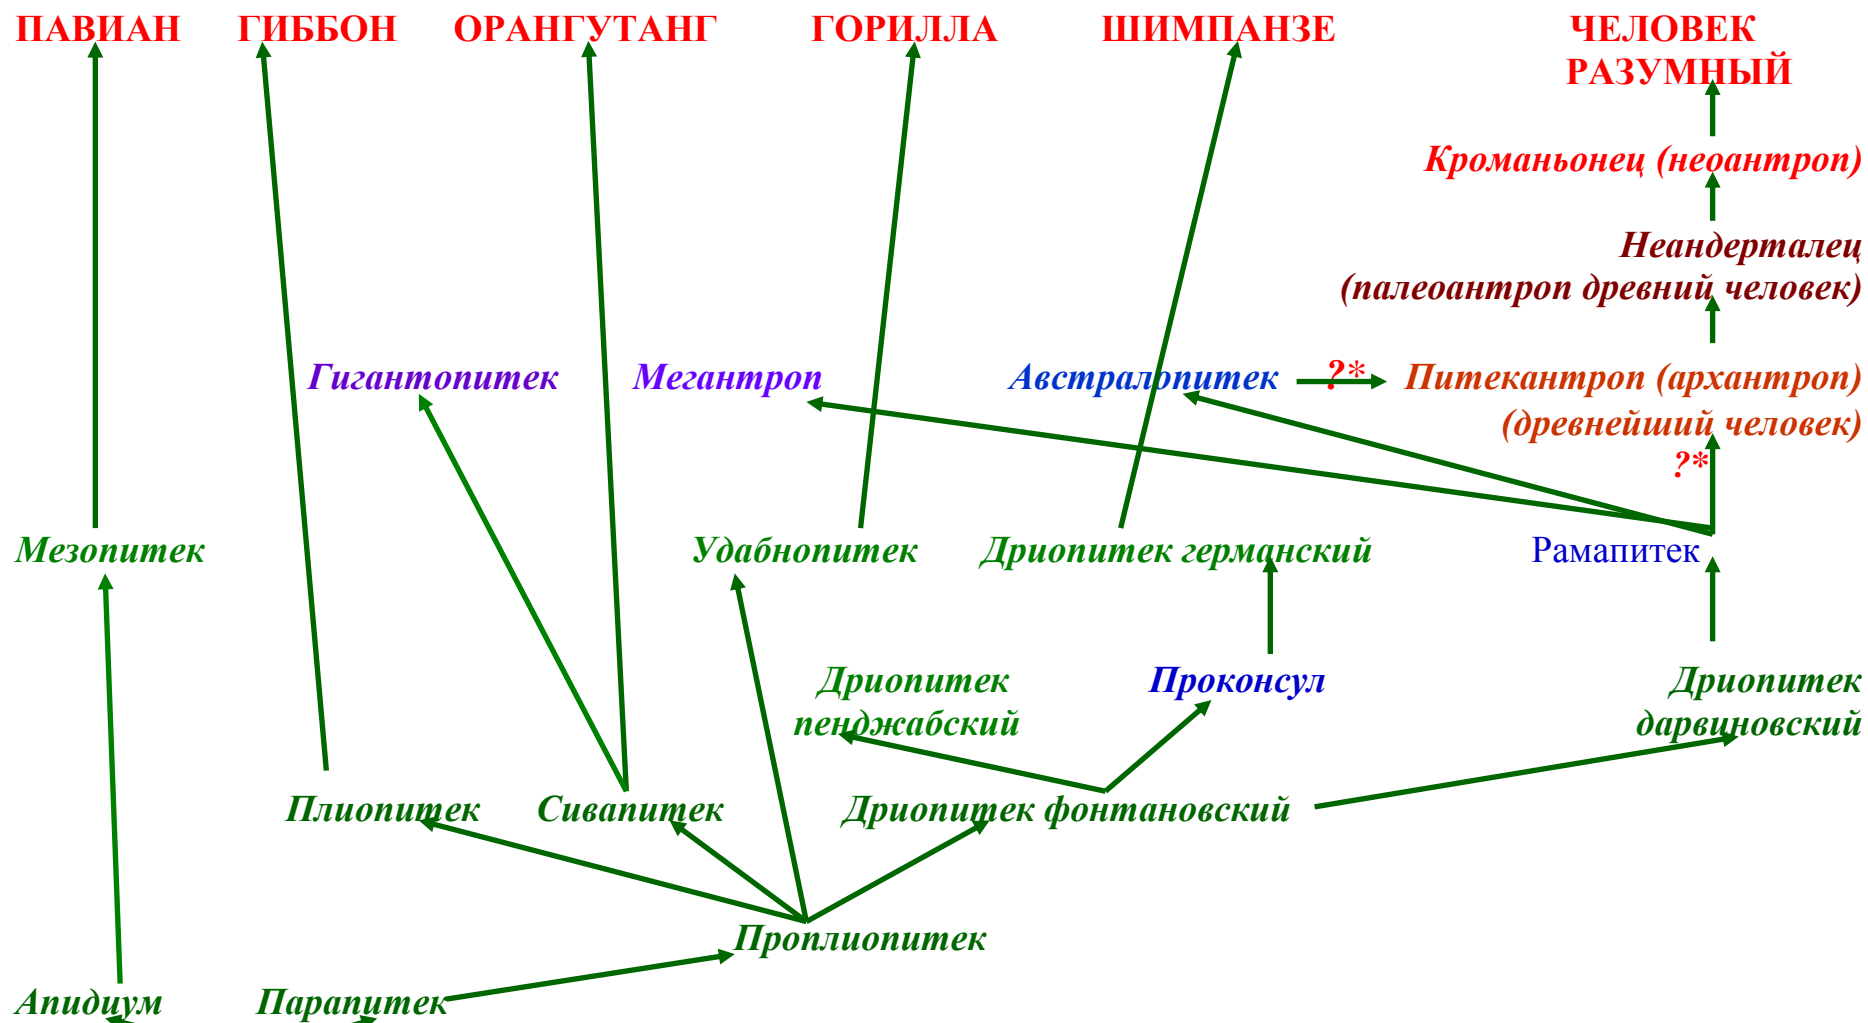 ПАВИАН ГИББОН ОРАНГУТАНГ ГОРИЛЛА ШИМПАНЗЕ ЧЕЛОВЕК
РАЗУМНЫЙ
Кроманьонец (неоантроп)
Неандерталец
(палеоантроп древний человек)
Гигантопитек Мегантроп Австралопитек ?* Питекантроп (архантроп)
(древнейший человек)
?*
Мезопитек Удабнопитек Дриопитек германский Рамапитек
Дриопитек Проконсул Дриопитек
пенджабский дарвиновский
Плиопитек Сивапитек Дриопитек фонтановский
Проплиопитек
Апидиум Парапитек